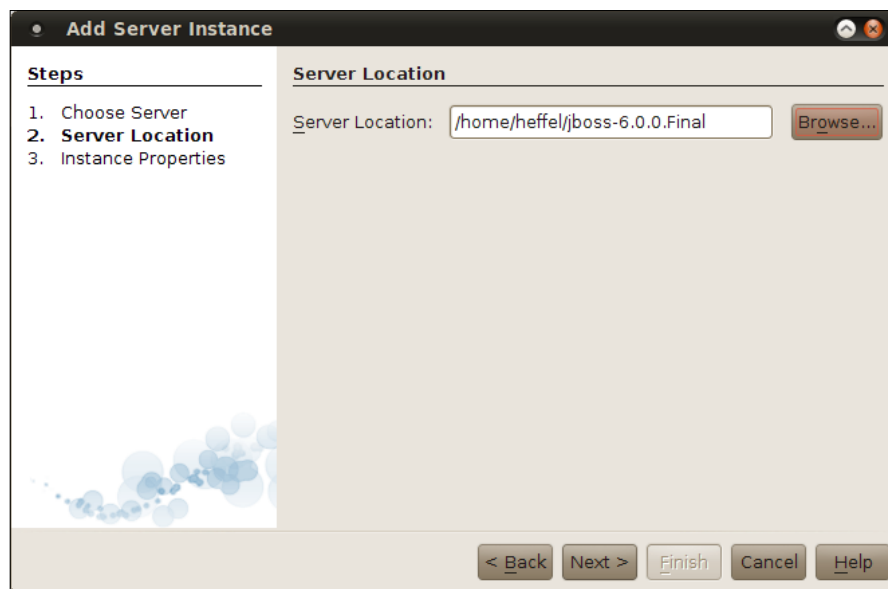 Add Server Instance
Steps
1. Choose Server
2. Server Location
3. Instance Properties
Server Location
Server Location: /home/heffel/jboss-6.0.0.Final Browse...
< Back Next > Finish Cancel Help